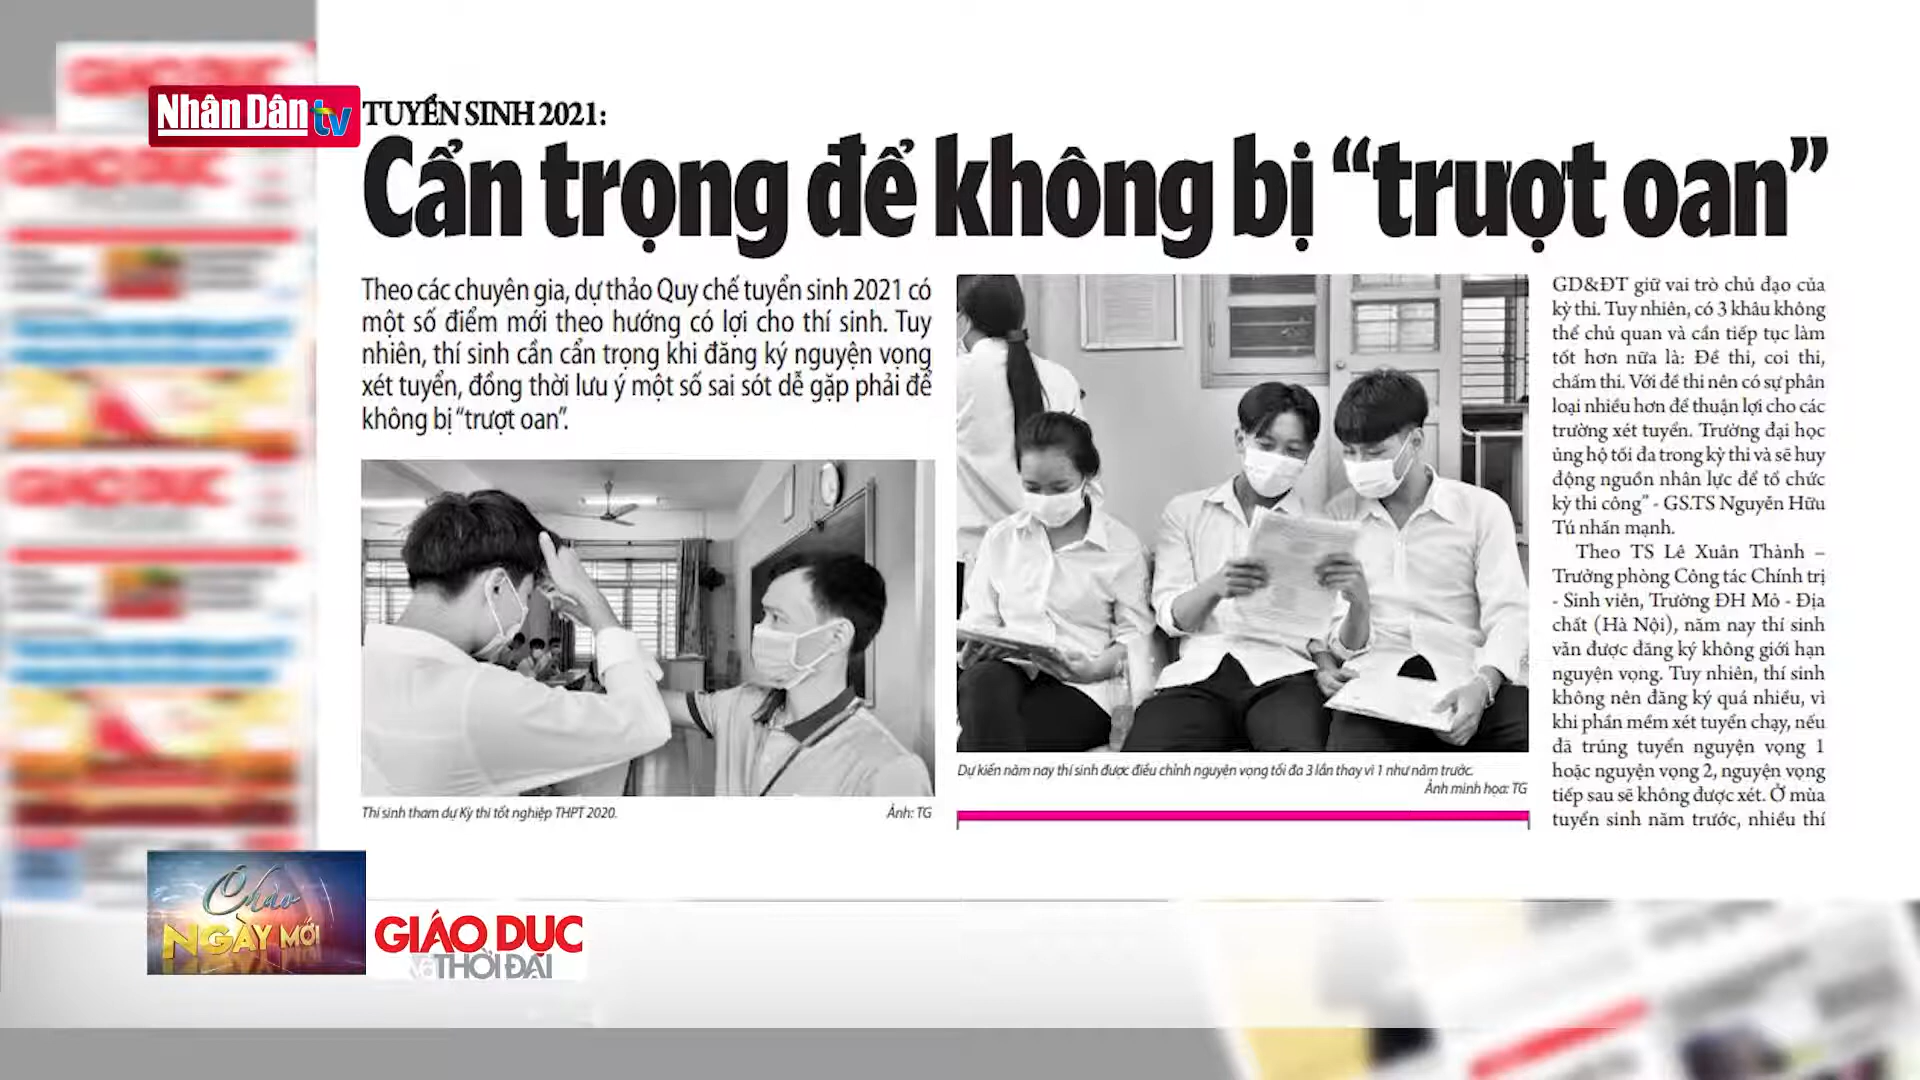 Nhân Dân tv
TUYỂN SINH 2021:
Cẩn trọng để không bị “trượt oan”
Theo các chuyên gia, dự thảo Quy chế tuyển sinh 2021 có
một số điểm mới theo hướng có lợi cho thí sinh. Tuy
nhiên, thí sinh cần cẩn trọng khi đăng ký nguyện vọng
xét tuyển, đồng thời lưu ý một số sai sót dễ gặp phải để
không bị “trượt oan”.
Thí sinh tham dự Kỳ thi tốt nghiệp THPT 2020.
Ảnh: TG
Dự kiến năm nay thí sinh được điều chỉnh nguyện vọng tối đa 3 lần thay vì 1 như năm trước.
Ảnh minh họa: TG
GD&ĐT giữ vai trò chủ đạo của
kỳ thi. Tuy nhiên, có 3 khâu không
thể chủ quan và cần tiếp tục làm
tốt hơn nữa là: Đề thi, coi thi,
chấm thi. Với đề thi nên có sự phân
loại nhiều hơn để thuận lợi cho các
trường xét tuyển. Trường đại học
ủng hộ tối đa trong kỳ thi và sẽ huy
động nguồn nhân lực để tổ chức
kỳ thi công” - GS.TS Nguyễn Hữu
Tú nhấn mạnh.
Theo TS Lê Xuân Thành –
Trưởng phòng Công tác Chính trị
- Sinh viên, Trường ĐH Mỏ - Địa
chất (Hà Nội), năm nay thí sinh
vẫn được đăng ký không giới hạn
nguyện vọng. Tuy nhiên, thí sinh
không nên đăng ký quá nhiều, vì
khi phần mềm xét tuyển chạy, nếu
đã trúng tuyển nguyện vọng 1
hoặc nguyện vọng 2, nguyện vọng
tiếp sau sẽ không được xét. Ở mùa
tuyển sinh năm trước, nhiều thí
Chào
NGÀY MỚI
GIÁO DỤC
và THỜI ĐẠI